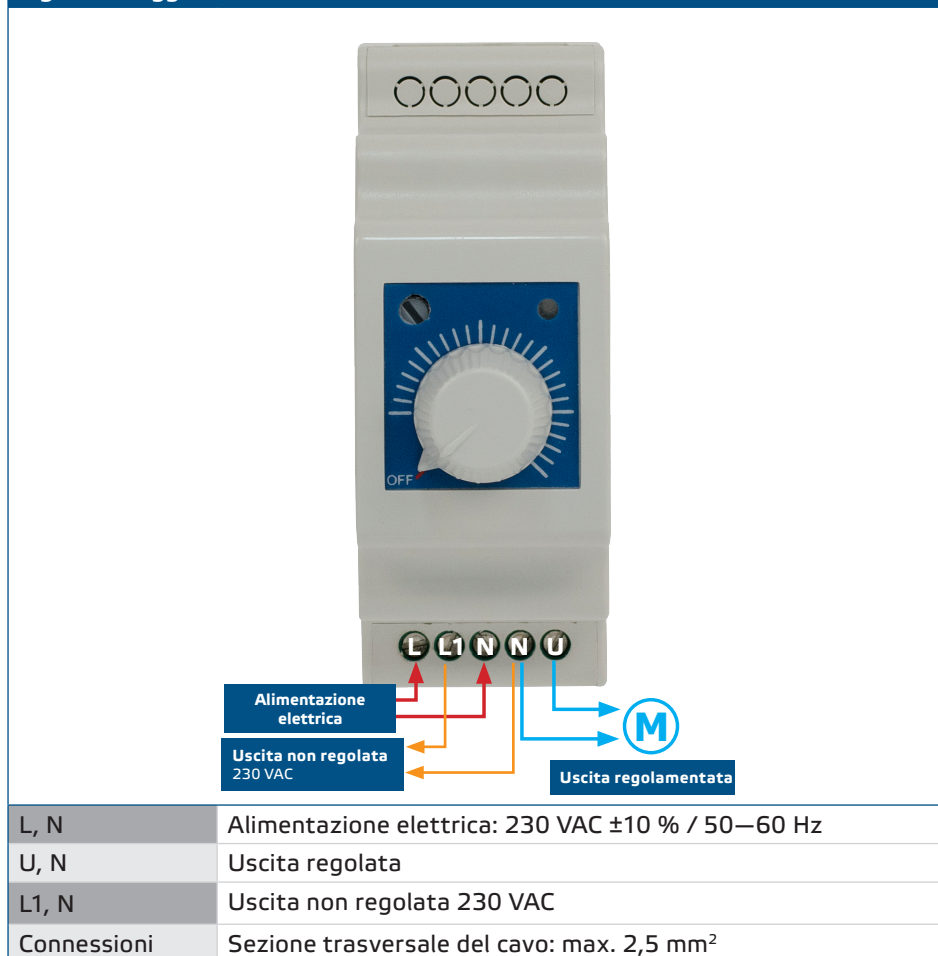 OFF
L L1 N N U
Alimentazione
elettrica
Uscita non regolata
230 VAC
M
Uscita regolamentata
L, N Alimentazione elettrica: 230 VAC ±10 % / 50—60 Hz
U, N Uscita regolata
L1, N Uscita non regolata 230 VAC
Connessioni Sezione trasversale del cavo: max. 2,5 mm²